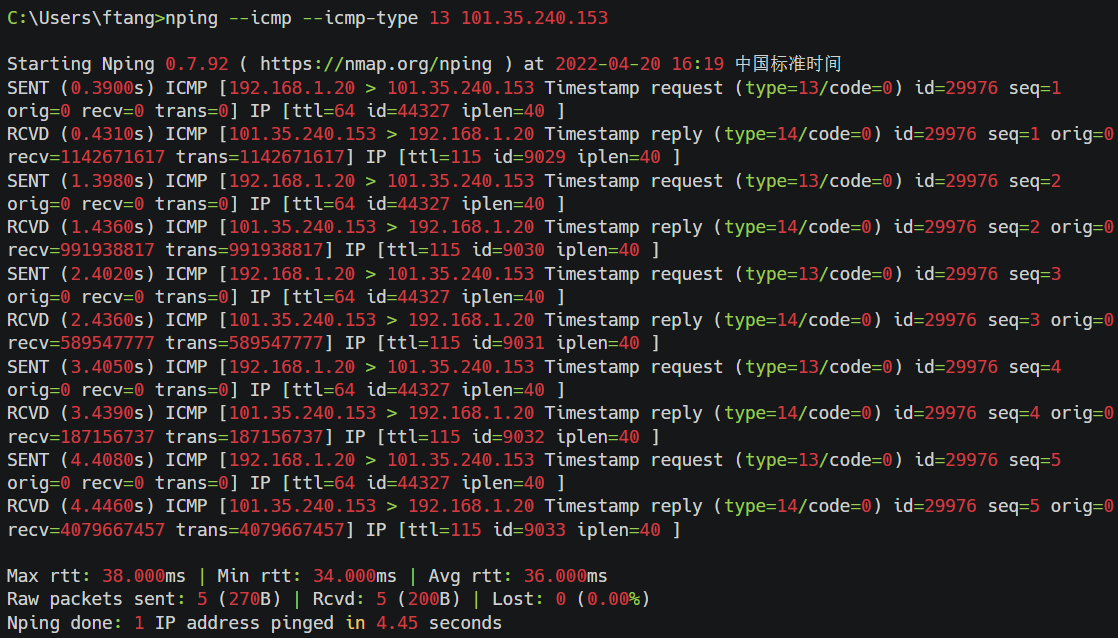 C:\Users\ftang>nping --icmp --icmp-type 13 101.35.240.153
Starting Nping 0.7.92 ( https://nmap.org/nping ) at 2022-04-20 16:19 中国标准时间
SENT (0.3900s) ICMP [192.168.1.20 > 101.35.240.153 Timestamp request (type=13/code=0) id=29976 seq=1
orig=0 recv=0 trans=0] IP [ttl=64 id=44327 iplen=40 ]
RCVD (0.4310s) ICMP [101.35.240.153 > 192.168.1.20 Timestamp reply (type=14/code=0) id=29976 seq=1 orig=0
recv=1142671617 trans=1142671617] IP [ttl=115 id=9029 iplen=40 ]
SENT (1.3980s) ICMP [192.168.1.20 > 101.35.240.153 Timestamp request (type=13/code=0) id=29976 seq=2
orig=0 recv=0 trans=0] IP [ttl=64 id=44327 iplen=40 ]
RCVD (1.4360s) ICMP [101.35.240.153 > 192.168.1.20 Timestamp reply (type=14/code=0) id=29976 seq=2 orig=0
recv=991938817 trans=991938817] IP [ttl=115 id=9030 iplen=40 ]
SENT (2.4020s) ICMP [192.168.1.20 > 101.35.240.153 Timestamp request (type=13/code=0) id=29976 seq=3
orig=0 recv=0 trans=0] IP [ttl=64 id=44327 iplen=40 ]
RCVD (2.4360s) ICMP [101.35.240.153 > 192.168.1.20 Timestamp reply (type=14/code=0) id=29976 seq=3 orig=0
recv=589547777 trans=589547777] IP [ttl=115 id=9031 iplen=40 ]
SENT (3.4050s) ICMP [192.168.1.20 > 101.35.240.153 Timestamp request (type=13/code=0) id=29976 seq=4
orig=0 recv=0 trans=0] IP [ttl=64 id=44327 iplen=40 ]
RCVD (3.4390s) ICMP [101.35.240.153 > 192.168.1.20 Timestamp reply (type=14/code=0) id=29976 seq=4 orig=0
recv=187156737 trans=187156737] IP [ttl=115 id=9032 iplen=40 ]
SENT (4.4080s) ICMP [192.168.1.20 > 101.35.240.153 Timestamp request (type=13/code=0) id=29976 seq=5
orig=0 recv=0 trans=0] IP [ttl=64 id=44327 iplen=40 ]
RCVD (4.4460s) ICMP [101.35.240.153 > 192.168.1.20 Timestamp reply (type=14/code=0) id=29976 seq=5 orig=0
recv=4079667457 trans=4079667457] IP [ttl=115 id=9033 iplen=40 ]
Max rtt: 38.000ms | Min rtt: 34.000ms | Avg rtt: 36.000ms
Raw packets sent: 5 (270B) | Rcvd: 5 (200B) | Lost: 0 (0.00%)
Nping done: 1 IP address pinged in 4.45 seconds